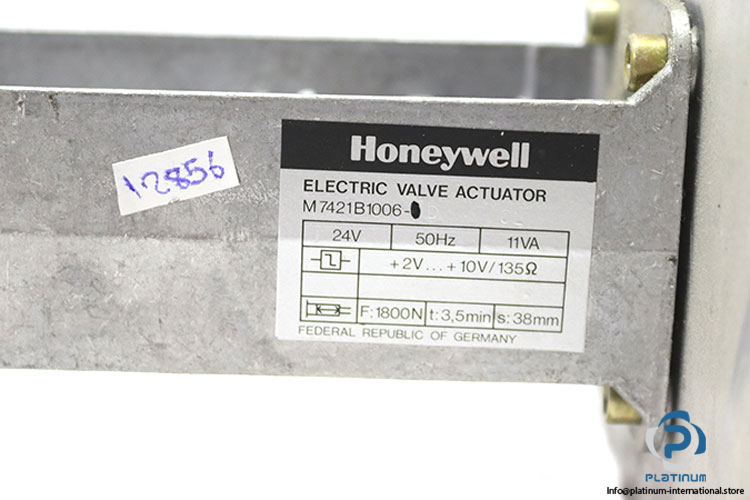 12856
Honeywell
ELECTRIC VALVE ACTUATOR
M7421B1006-
24V 50Hz 11VA
+2V...+10V/135Ω
F:1800N t:3,5min s:38mm
FEDERAL REPUBLIC OF GERMANY
PLATINUM
Info@platinum-international.store